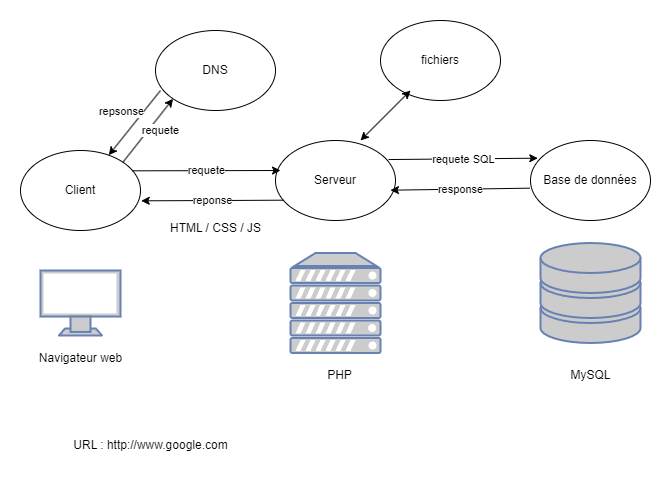 DNS
fichiers
repsonse
requete
Client
requete
reponse
HTML / CSS / JS
Serveur
requete SQL
response
Base de données
Navigateur web
PHP
MySQL
URL : http://www.google.com